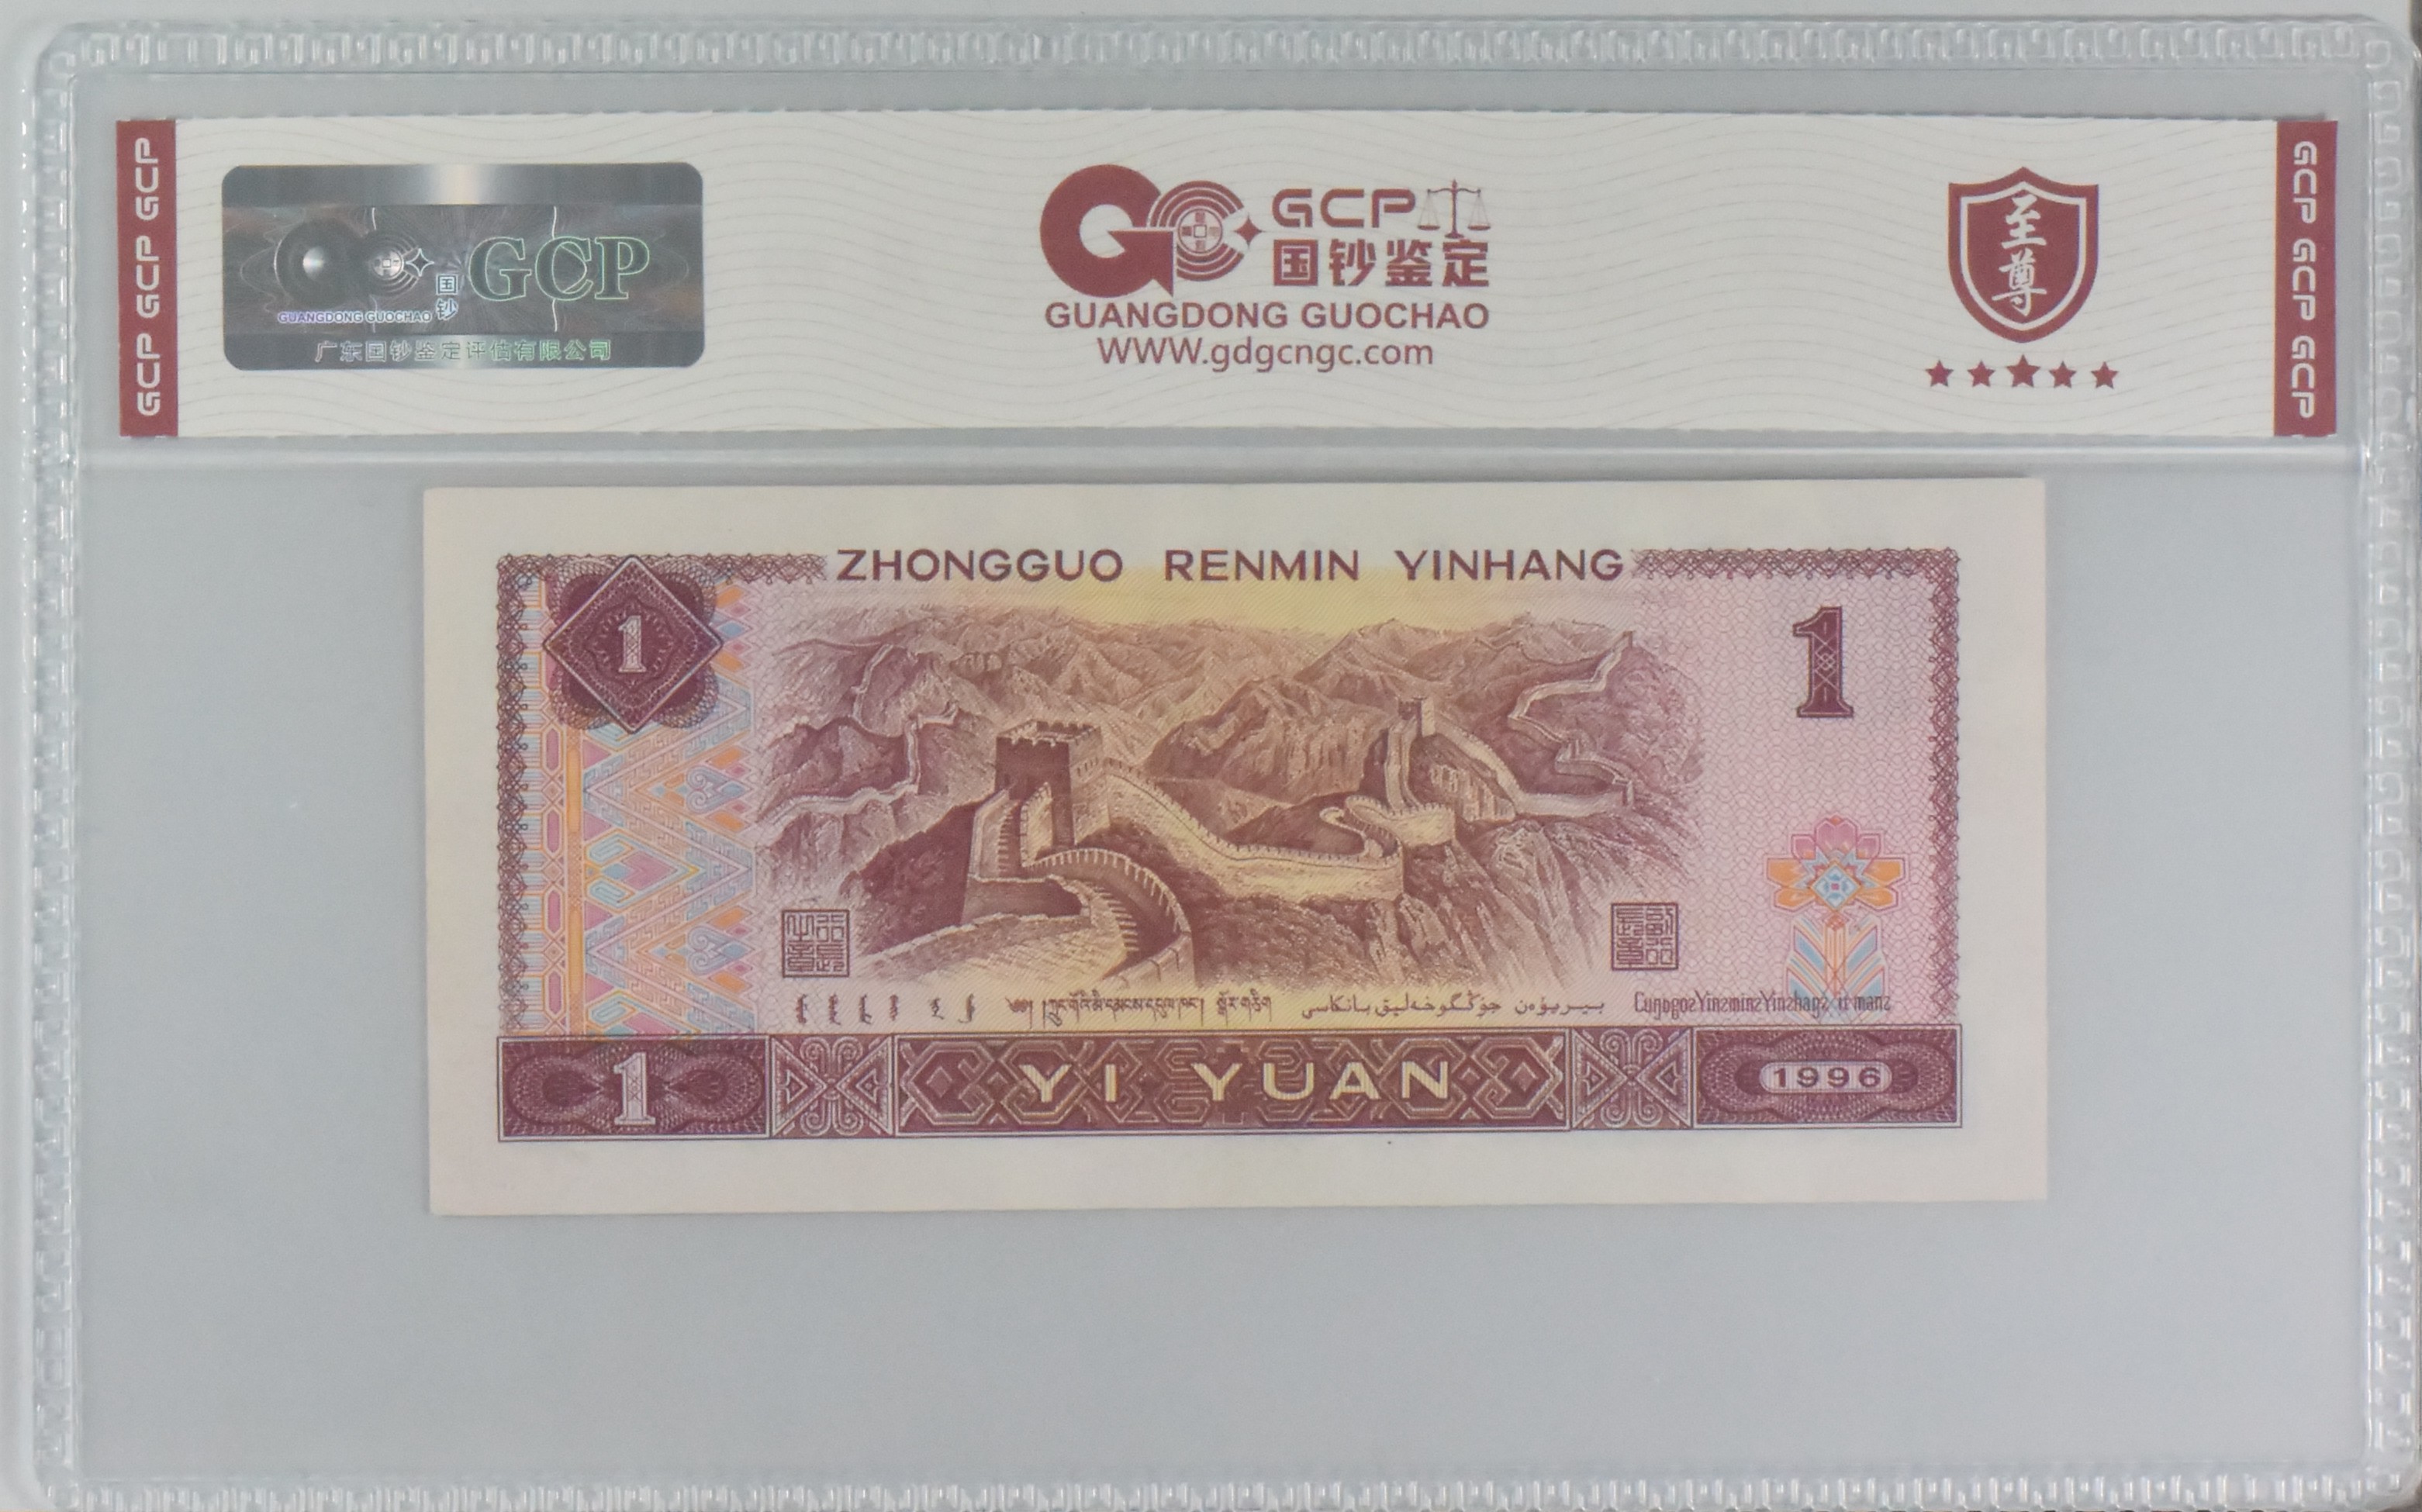 GCP GCP GCP
国钞
GCP
GUANGDONG GUOCHAO
广东国钞鉴定评估有限公司
GCP
国钞鉴定
GUANGDONG GUOCHAO
WWW.gdgcngc.com
至尊
GCP GCP GCP
ZHONGGUO RENMIN YINHANG
1
1
1
YI YUAN
1996